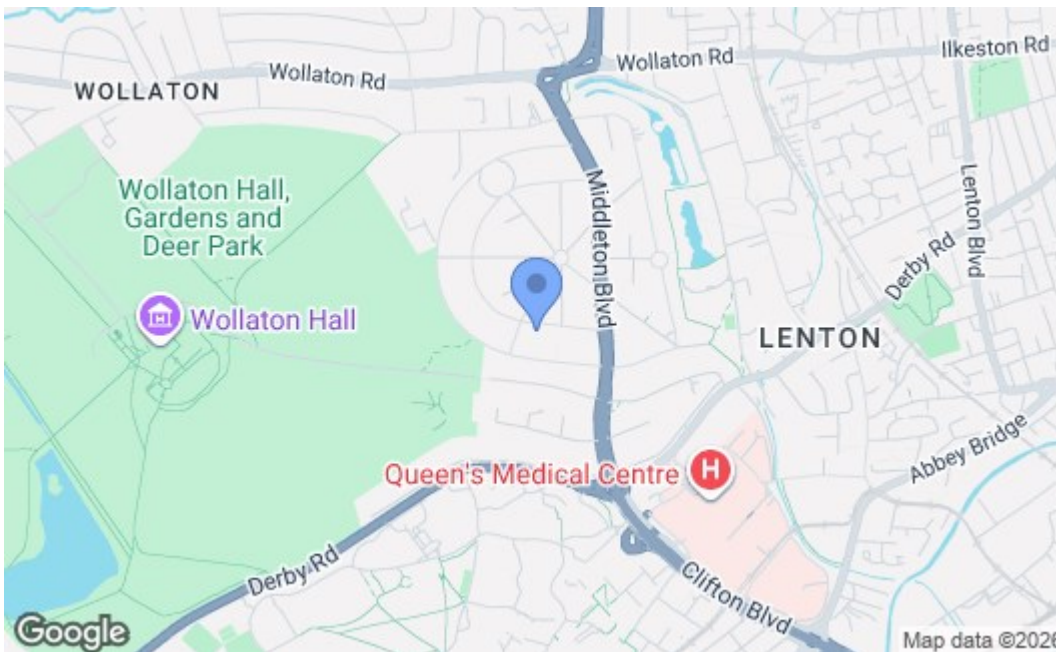 Wollaton Rd
WOLLATON
Wollaton Rd
Ilkeston Rd
Wollaton Hall,
Gardens and
Deer Park
Middleton Blvd
Lenton Blvd
Derby Rd
Wollaton Hall
LENTON
Queen's Medical Centre
H
Abbey Bridge
Derby Rd
Clifton Blvd
Google
Map data ©2026